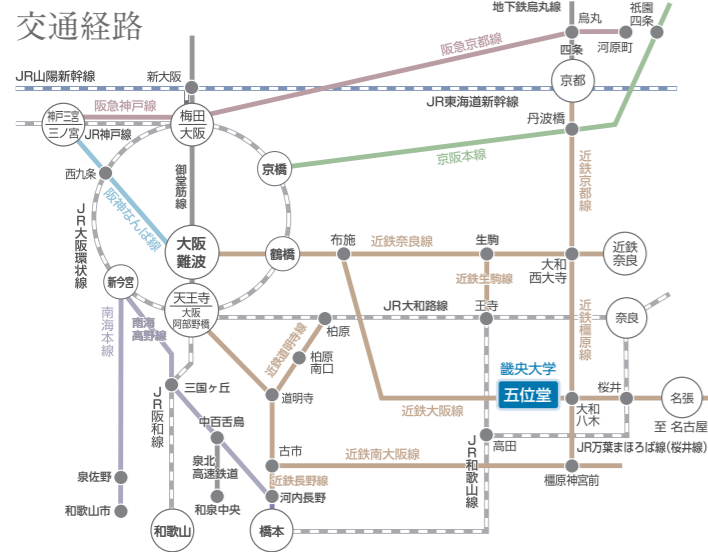 交通経路
地下鉄烏丸線
烏丸
祇園
四条
四条
河原町
阪急京都線
新大阪
JR山陽新幹線
京都
JR東海道新幹線
阪急神戸線
神戸三宮
三ノ宮
JR神戸線
梅田
大阪
丹波橋
京阪本線
近鉄京都線
御堂筋線
京橋
西九条
阪神なんば線
JR大阪環状線
大阪
難波
鶴橋
布施
近鉄奈良線
生駒
大和
西大寺
近鉄
奈良
近鉄生駒線
新今宮
天王寺
大阪
阿部野橋
JR大和路線
王寺
近鉄橿原線
奈良
南海本線
南海
高野線
柏原
近鉄道明寺線
柏原
南口
畿央大学
五位堂
三国ヶ丘
道明寺
近鉄大阪線
大和
八木
桜井
名張
至 名古屋
JR阪和線
中百舌鳥
古市
近鉄南大阪線
高田
JR万葉まほろば線(桜井線)
JR和歌山線
泉北
高速鉄道
泉佐野
近鉄長野線
橿原神宮前
河内長野
和歌山市
和泉中央
和歌山
橋本